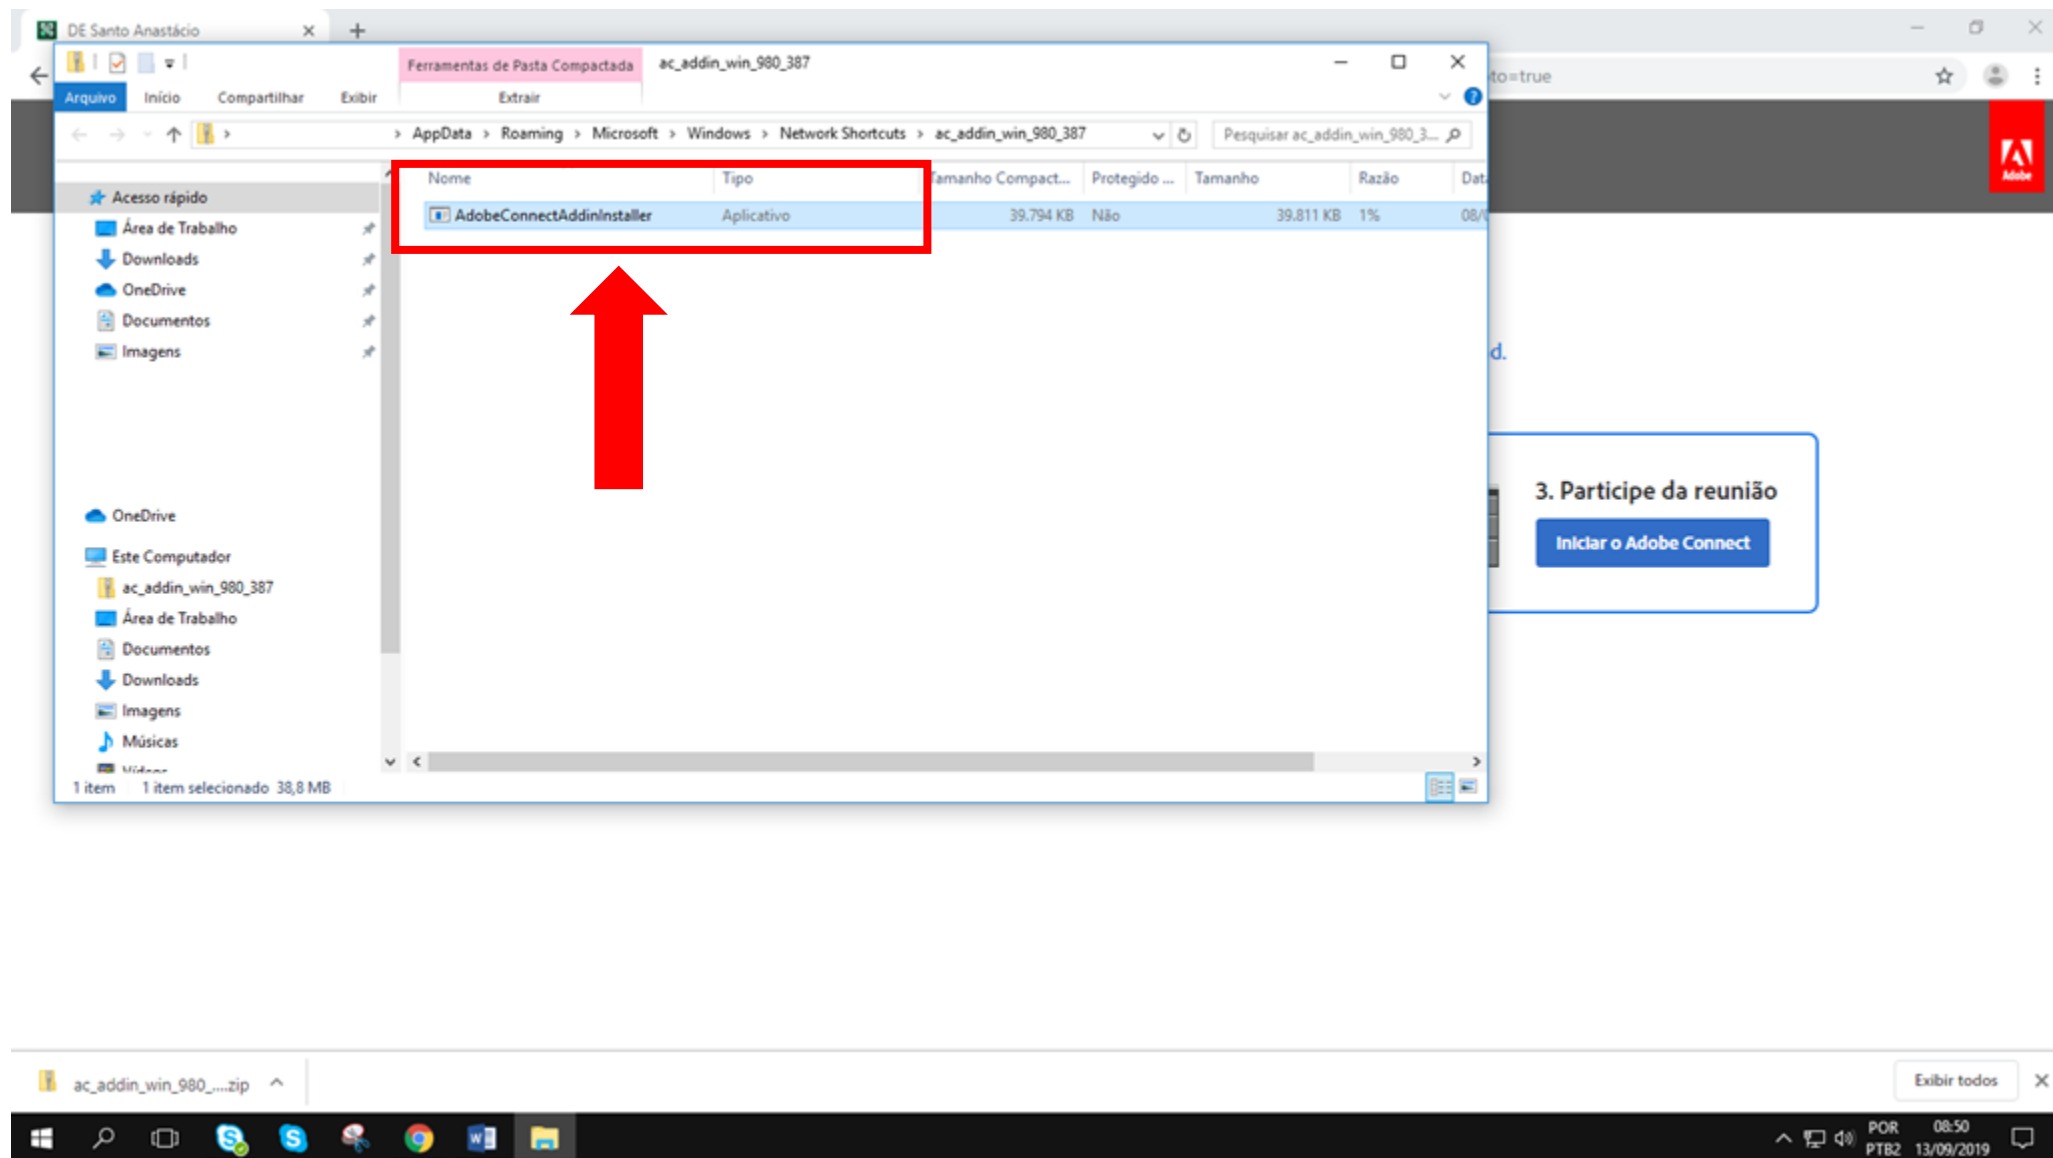 DE Santo Anastácio
Ferramentas de Pasta Compactada
ac_addin_win_980_387
Arquivo
Início
Compartilhar
Exibir
Extrair
to=true
> AppData > Roaming > Microsoft > Windows > Network Shortcuts > ac_addin_win_980_387
Pesquisar ac_addin_win_980_3...
Adobe
Nome
Tipo
Tamanho Compact...
Protegido ...
Tamanho
Razão
Data
AdobeConnectAddinInstaller
Aplicativo
39.794 KB
Não
39.811 KB
1%
08/0
Acesso rápido
Área de Trabalho
Downloads
OneDrive
Documentos
Imagens
d.
3. Participe da reunião
Iniciar o Adobe Connect
OneDrive
Este Computador
ac_addin_win_980_387
Área de Trabalho
Documentos
Downloads
Imagens
Músicas
Vídeos
1 item
1 item selecionado 38,8 MB
ac_addin_win_980_....zip
Exibir todos
POR
PTB2
08:50
13/09/2019